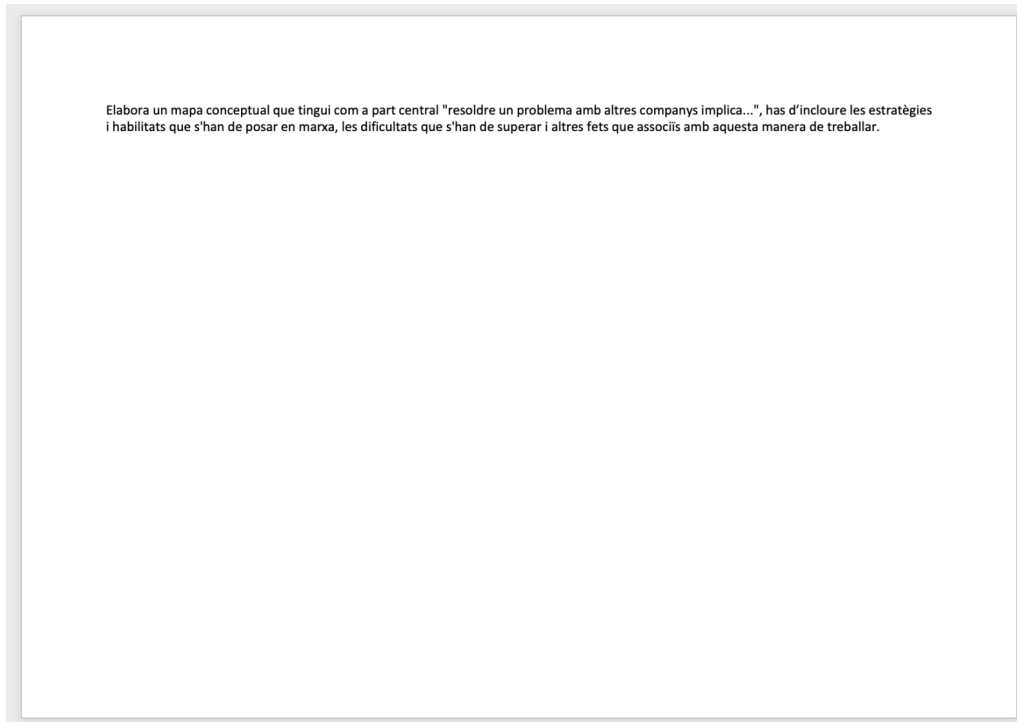 Elabora un mapa conceptual que tingui com a part central "resoldre un problema amb altres companys implica...", has d’incloure les estratègies
i habilitats que s'han de posar en marxa, les dificultats que s'han de superar i altres fets que associïs amb aquesta manera de treballar.